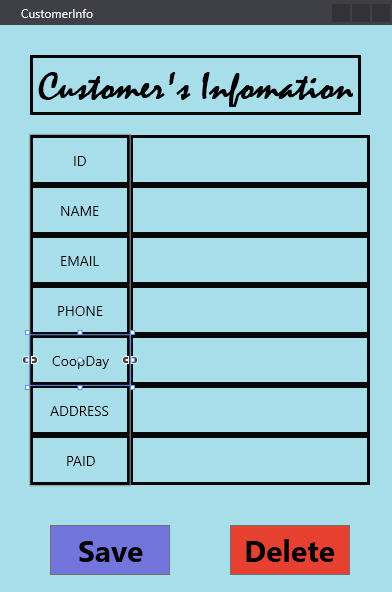 CustomerInfo
Customer's Infomation
ID
NAME
EMAIL
PHONE
CoopDay
ADDRESS
PAID
Save Delete